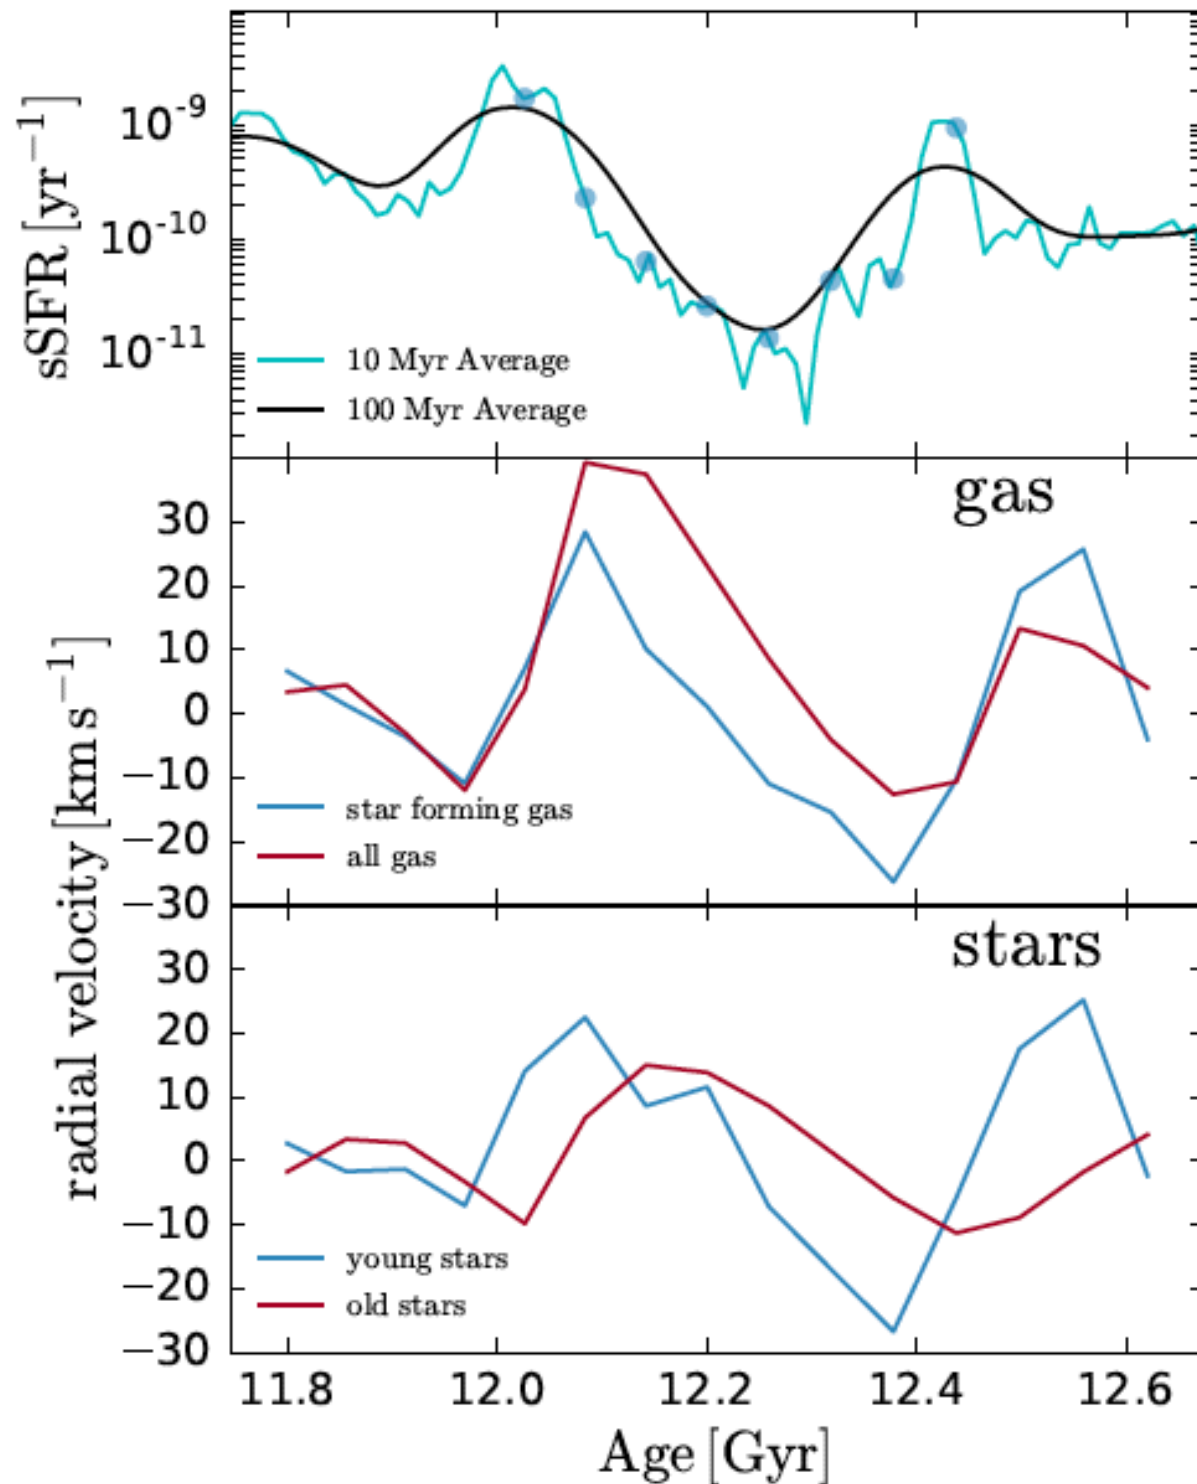 sSFR [yr⁻¹]
10⁻⁹
10⁻¹⁰
10⁻¹¹
10 Myr Average
100 Myr Average
gas
radial velocity [km s⁻¹]
30
20
10
0
−10
−20
−30
star forming gas
all gas
stars
30
20
10
0
−10
−20
−30
young stars
old stars
11.8 12.0 12.2 12.4 12.6
Age [Gyr]